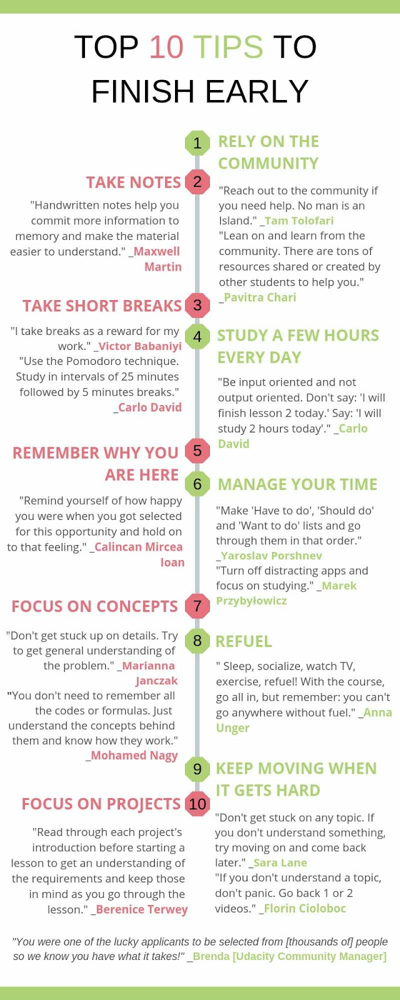 TOP 10 TIPS TO
FINISH EARLY
1
RELY ON THE
COMMUNITY
"Reach out to the community if
you need help. No man is an
Island." _Tam Tolofari
"Lean on and learn from the
community. There are tons of
resources shared or created by
other students to help you."
_Pavitra Chari
TAKE NOTES
2
"Handwritten notes help you
commit more information to
memory and make the material
easier to understand." _Maxwell
Martin
TAKE SHORT BREAKS
3
"I take breaks as a reward for my
work." _Victor Babaniyi
"Use the Pomodoro technique.
Study in intervals of 25 minutes
followed by 5 minutes breaks."
_Carlo David
4
STUDY A FEW HOURS
EVERY DAY
"Be input oriented and not
output oriented. Don't say: 'I will
finish lesson 2 today.' Say: 'I will
study 2 hours today'." _Carlo
David
REMEMBER WHY YOU
ARE HERE
5
"Remind yourself of how happy
you were when you got selected
for this opportunity and hold on
to that feeling." _Calincan Mircea
Ioan
6
MANAGE YOUR TIME
"Make 'Have to do', 'Should do'
and 'Want to do' lists and go
through them in that order."
_Yaroslav Porshnev
"Turn off distracting apps and
focus on studying." _Marek
Przybyłowicz
FOCUS ON CONCEPTS
7
"Don't get stuck up on details. Try
to get general understanding of
the problem." _Marianna
Janczak
"You don't need to remember all
the codes or formulas. Just
understand the concepts behind
them and know how they work."
_Mohamed Nagy
8
REFUEL
" Sleep, socialize, watch TV,
exercise, refuel! With the course,
go all in, but remember: you can't
go anywhere without fuel." _Anna
Unger
9
KEEP MOVING WHEN
IT GETS HARD
"Don't get stuck on any topic. If
you don't understand something,
try moving on and come back
later." _Sara Lane
"If you don't understand a topic,
don't panic. Go back 1 or 2
videos." _Florin Cioloboc
FOCUS ON PROJECTS
10
"Read through each project's
introduction before starting a
lesson to get an understanding of
the requirements and keep those
in mind as you go through the
lesson." _Berenice Terwey
"You were one of the lucky applicants to be selected from [thousands of] people
so we know you have what it takes!" _Brenda [Udacity Community Manager]